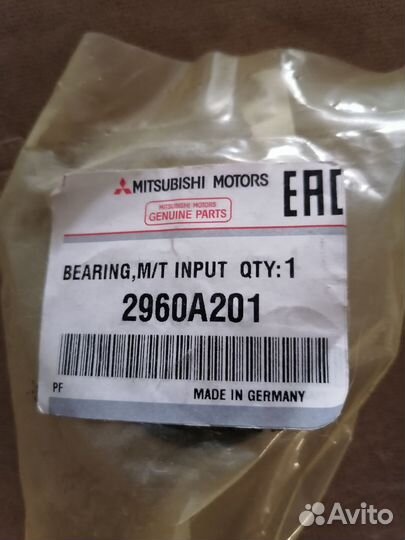 MITSUBISHI MOTORS
MITSUBISHI MOTORS
GENUINE PARTS
EAC
BEARING,M/T INPUT QTY:1
2960A201
PF
MADE IN GERMANY
Avito